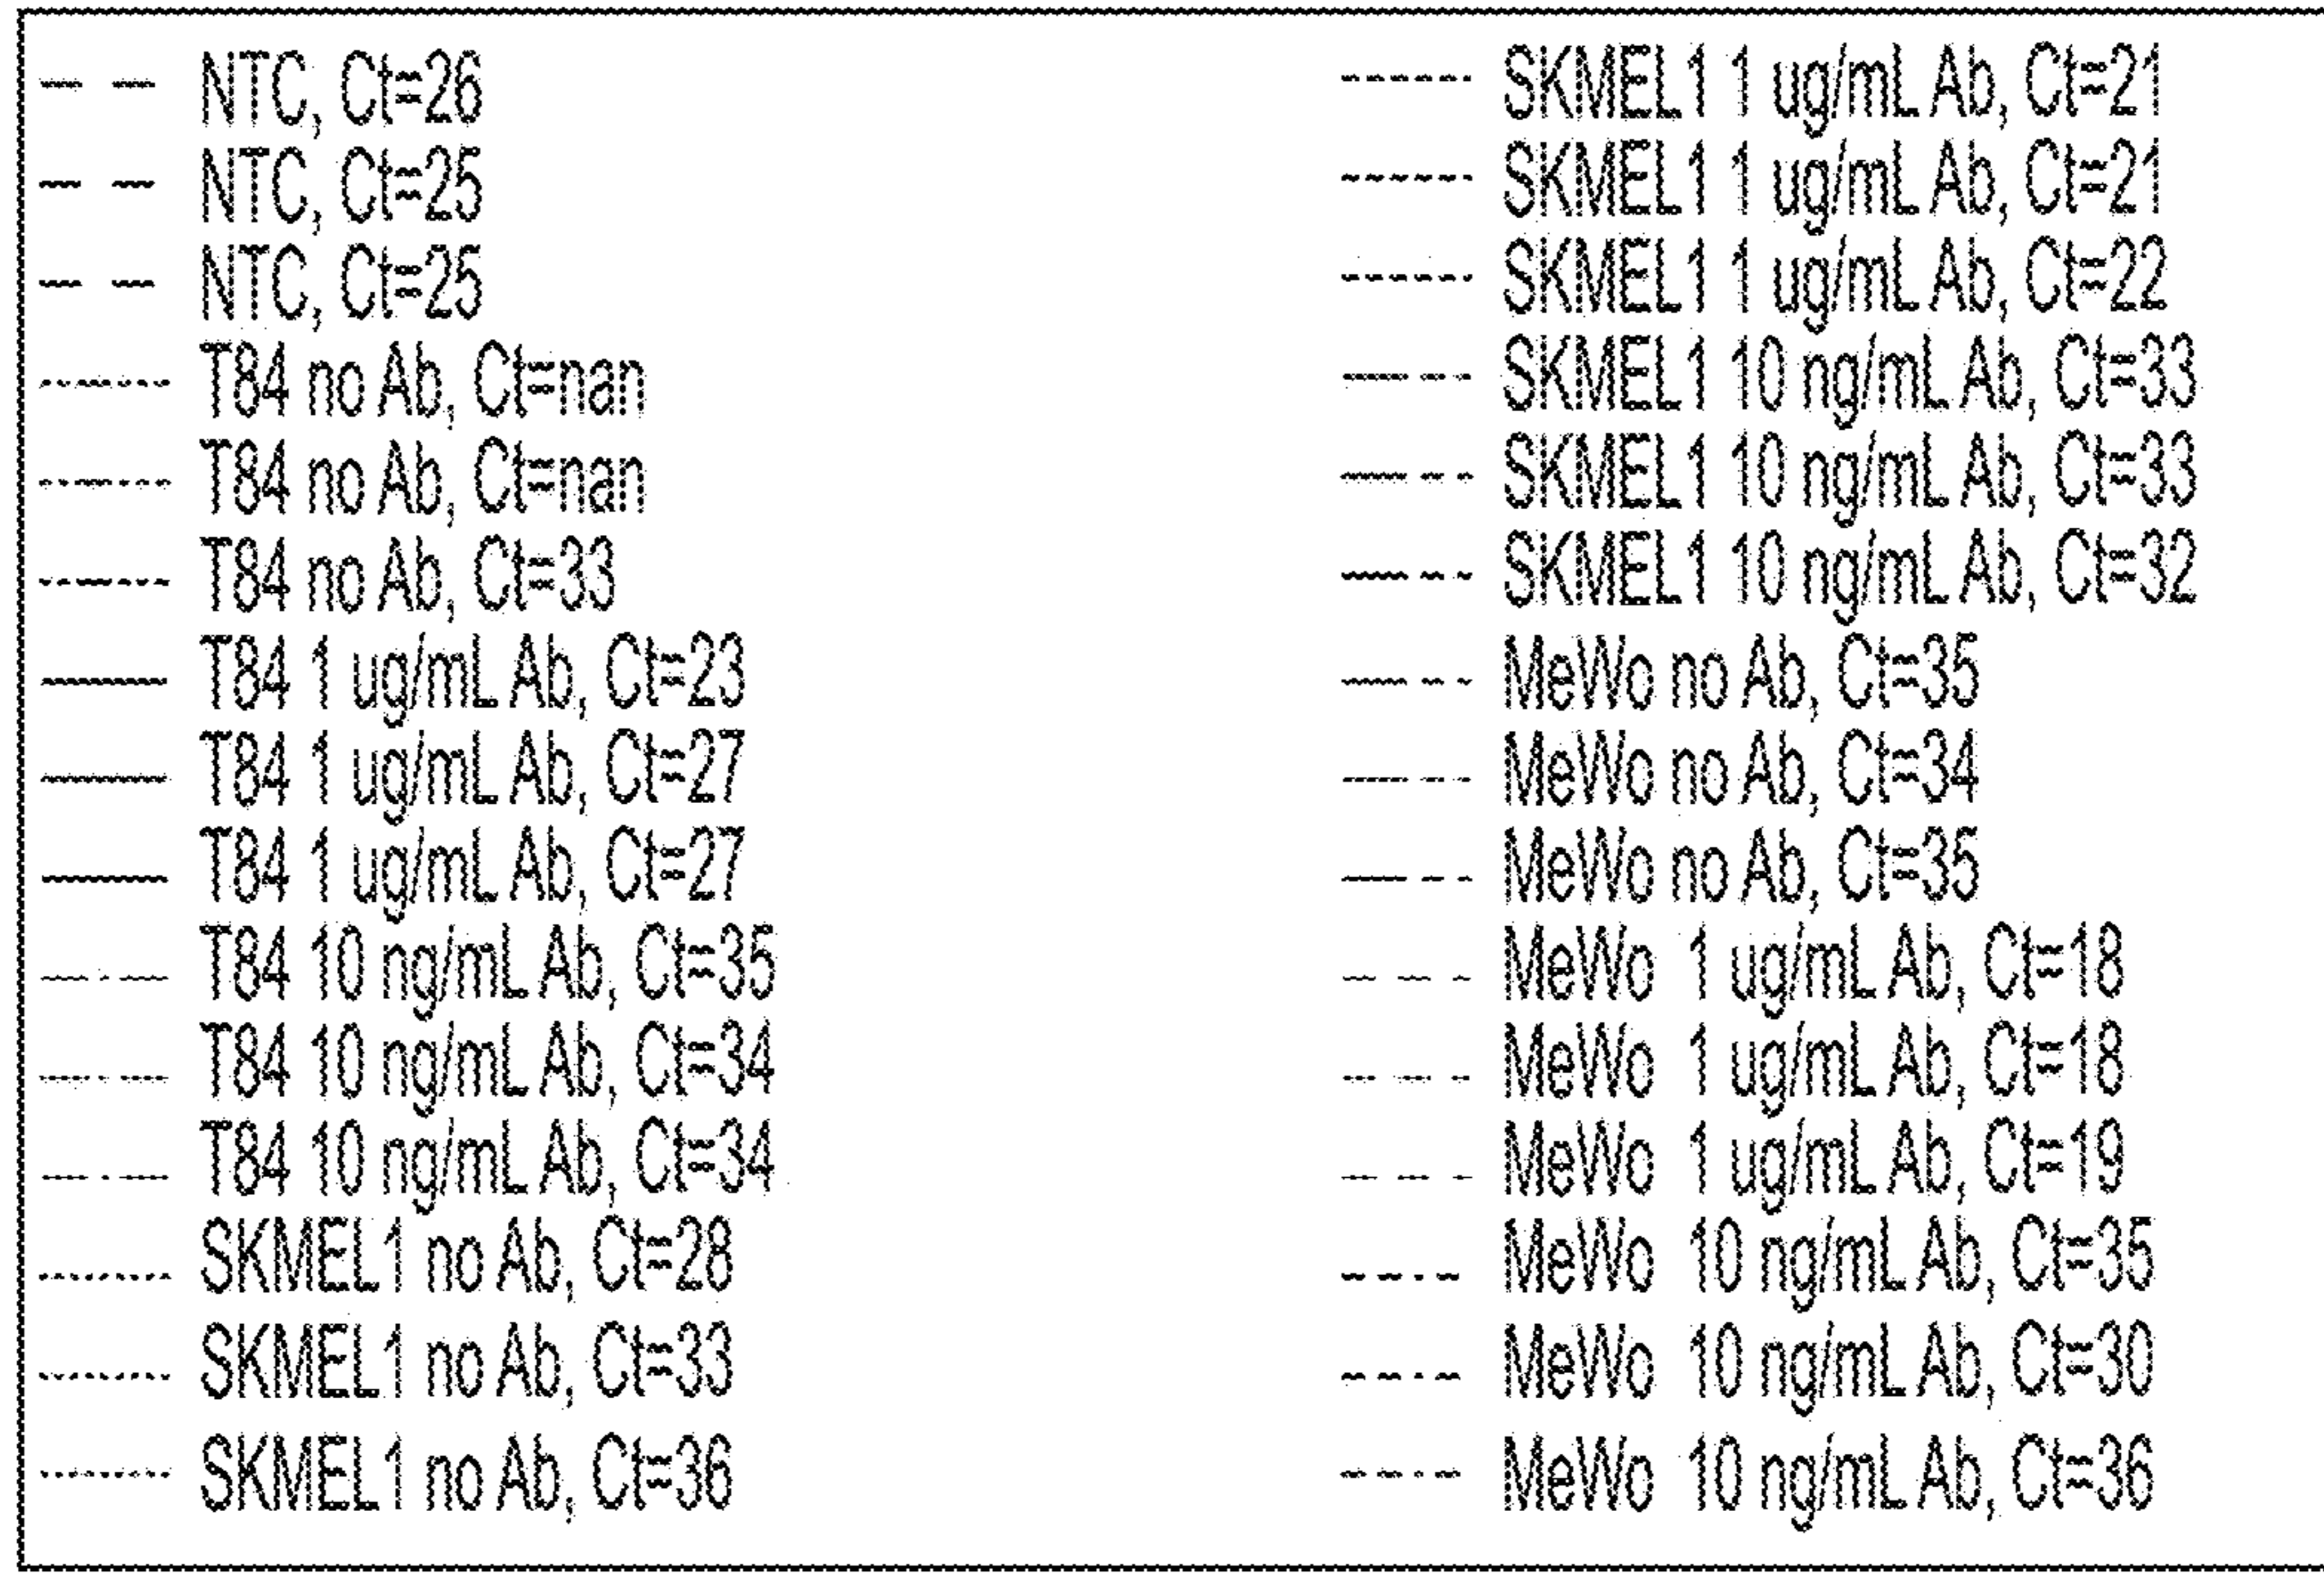 NTC, Ct=26
NTC, Ct=25
NTC, Ct=25
T84 no Ab, Ct=nan
T84 no Ab, Ct=nan
T84 no Ab, Ct=33
T84 1 ug/mL Ab, Ct=23
T84 1 ug/mL Ab, Ct=27
T84 1 ug/mL Ab, Ct=27
T84 10 ng/mL Ab, Ct=35
T84 10 ng/mL Ab, Ct=34
T84 10 ng/mL Ab, Ct=34
SKMEL1 no Ab, Ct=28
SKMEL1 no Ab, Ct=33
SKMEL1 no Ab, Ct=36
SKMEL1 1 ug/mL Ab, Ct=21
SKMEL1 1 ug/mL Ab, Ct=21
SKMEL1 1 ug/mL Ab, Ct=22
SKMEL1 10 ng/mL Ab, Ct=33
SKMEL1 10 ng/mL Ab, Ct=33
SKMEL1 10 ng/mL Ab, Ct=32
MeWo no Ab, Ct=35
MeWo no Ab, Ct=34
MeWo no Ab, Ct=35
MeWo 1 ug/mL Ab, Ct=18
MeWo 1 ug/mL Ab, Ct=18
MeWo 1 ug/mL Ab, Ct=19
MeWo 10 ng/mL Ab, Ct=35
MeWo 10 ng/mL Ab, Ct=30
MeWo 10 ng/mL Ab, Ct=36